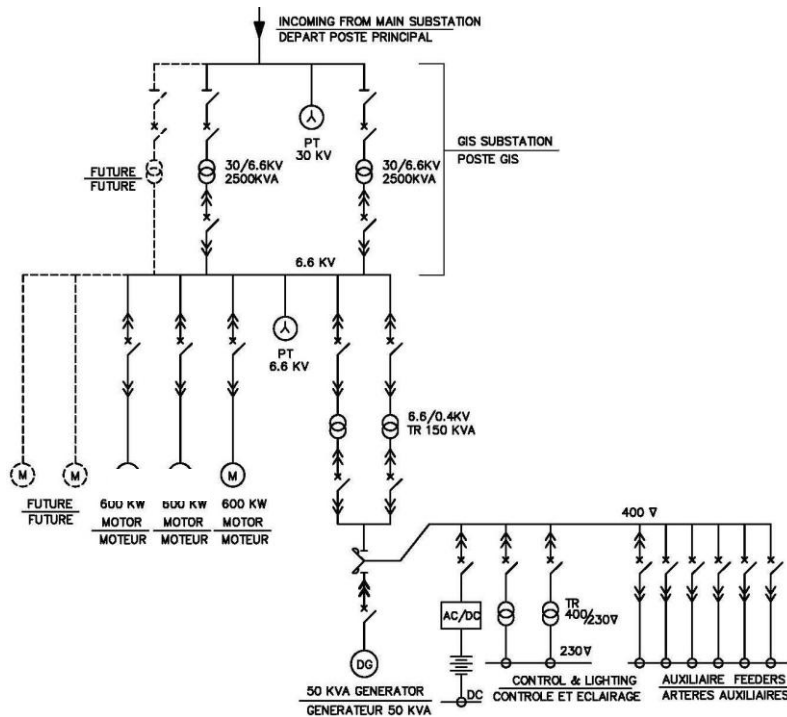 INCOMING FROM MAIN SUBSTATION
DEPART POSTE PRINCIPAL
PT
30 KV
GIS SUBSTATION
POSTE GIS
FUTURE
FUTURE
30/6.6KV
2500KVA
30/6.6KV
2500KVA
6.6 KV
PT
6.6 KV
6.6/0.4KV
TR 150 KVA
M
M
M
FUTURE
FUTURE
600 KW
MOTOR
MOTEUR
600 KW
MOTOR
MOTEUR
600 KW
MOTOR
MOTEUR
400 V
AC/DC
TR
400/230V
230V
DG
DC
50 KVA GENERATOR
GENERATEUR 50 KVA
CONTROL & LIGHTING
CONTROLE ET ECLAIRAGE
AUXILIAIRE FEEDERS
ARTERES AUXILIAIRES